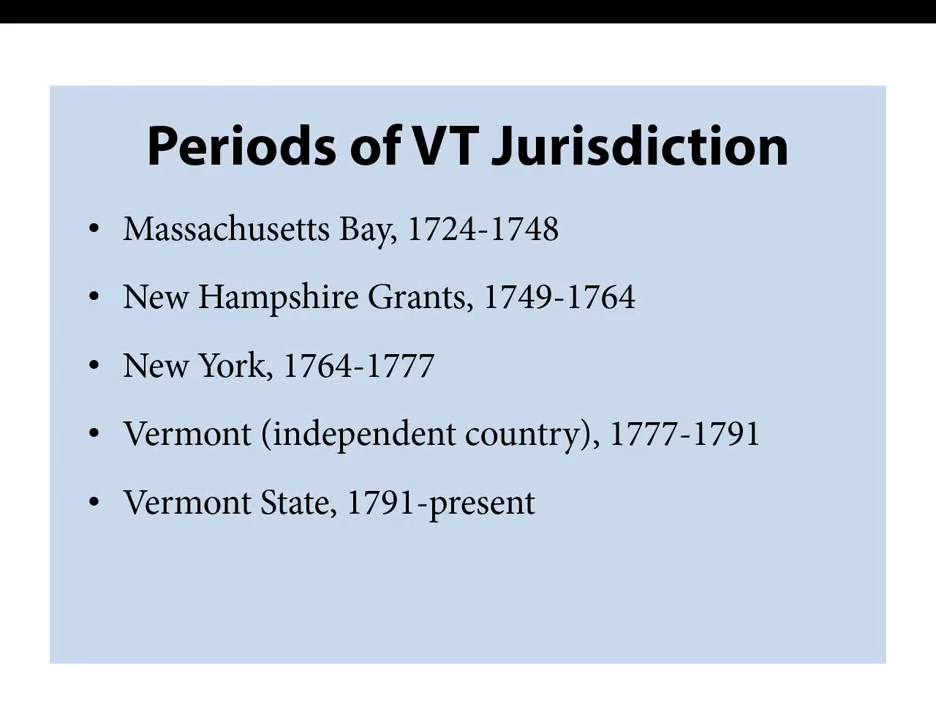 Periods of VT Jurisdiction
• Massachusetts Bay, 1724-1748
• New Hampshire Grants, 1749-1764
• New York, 1764-1777
• Vermont (independent country), 1777-1791
• Vermont State, 1791-present